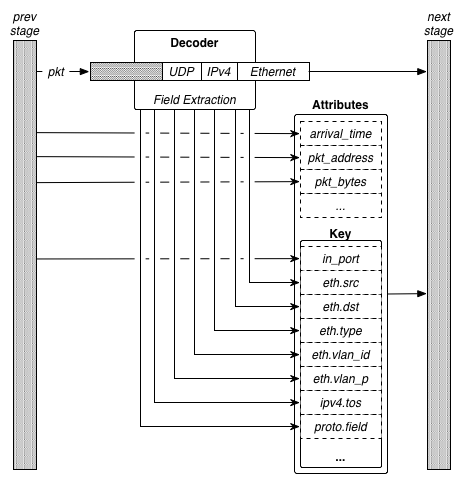 prev
stage
next
stage
Decoder
pkt
UDP
IPv4
Ethernet
Field Extraction
Attributes
arrival_time
pkt_address
pkt_bytes
...
Key
in_port
eth.src
eth.dst
eth.type
eth.vlan_id
eth.vlan_p
ipv4.tos
proto.field
...